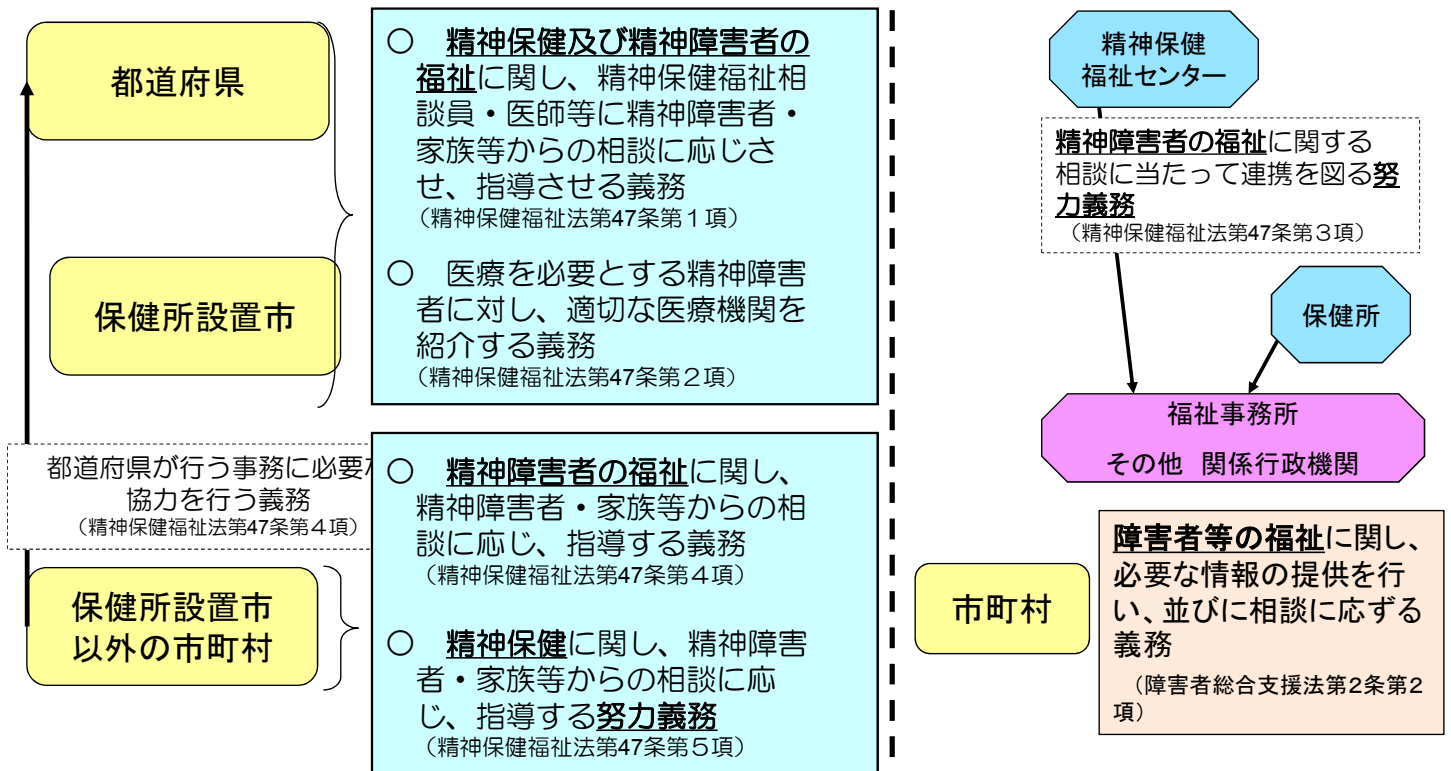 都道府県
保健所設置市
○　精神保健及び精神障害者の
福祉に関し、精神保健福祉相
談員・医師等に精神障害者・
家族等からの相談に応じさ
せ、指導させる義務
（精神保健福祉法第47条第１項）
○　医療を必要とする精神障害
者に対し、適切な医療機関を
紹介する義務
（精神保健福祉法第47条第２項）
都道府県が行う事務に必要な
協力を行う義務
（精神保健福祉法第47条第４項）
保健所設置市
以外の市町村
○　精神障害者の福祉に関し、
精神障害者・家族等からの相
談に応じ、指導する義務
（精神保健福祉法第47条第４項）
○　精神保健に関し、精神障害
者・家族等からの相談に応
じ、指導する努力義務
（精神保健福祉法第47条第５項）
精神保健
福祉センター
精神障害者の福祉に関する
相談に当たって連携を図る努
力義務
（精神保健福祉法第47条第３項）
保健所
福祉事務所
その他　関係行政機関
市町村
障害者等の福祉に関し、
必要な情報の提供を行
い、並びに相談に応ずる
義務
（障害者総合支援法第2条第2
項）